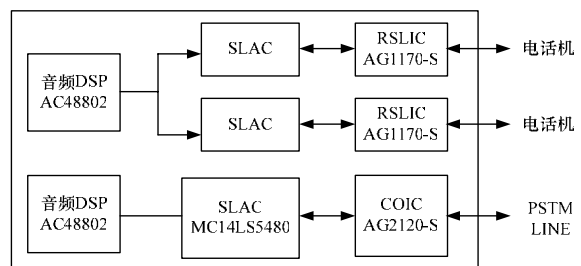 SLAC
RSLIC
AG1170-S
电话机
音频DSP
AC48802
SLAC
RSLIC
AG1170-S
电话机
音频DSP
AC48802
SLAC
MC14LS5480
COIC
AG2120-S
PSTM
LINE